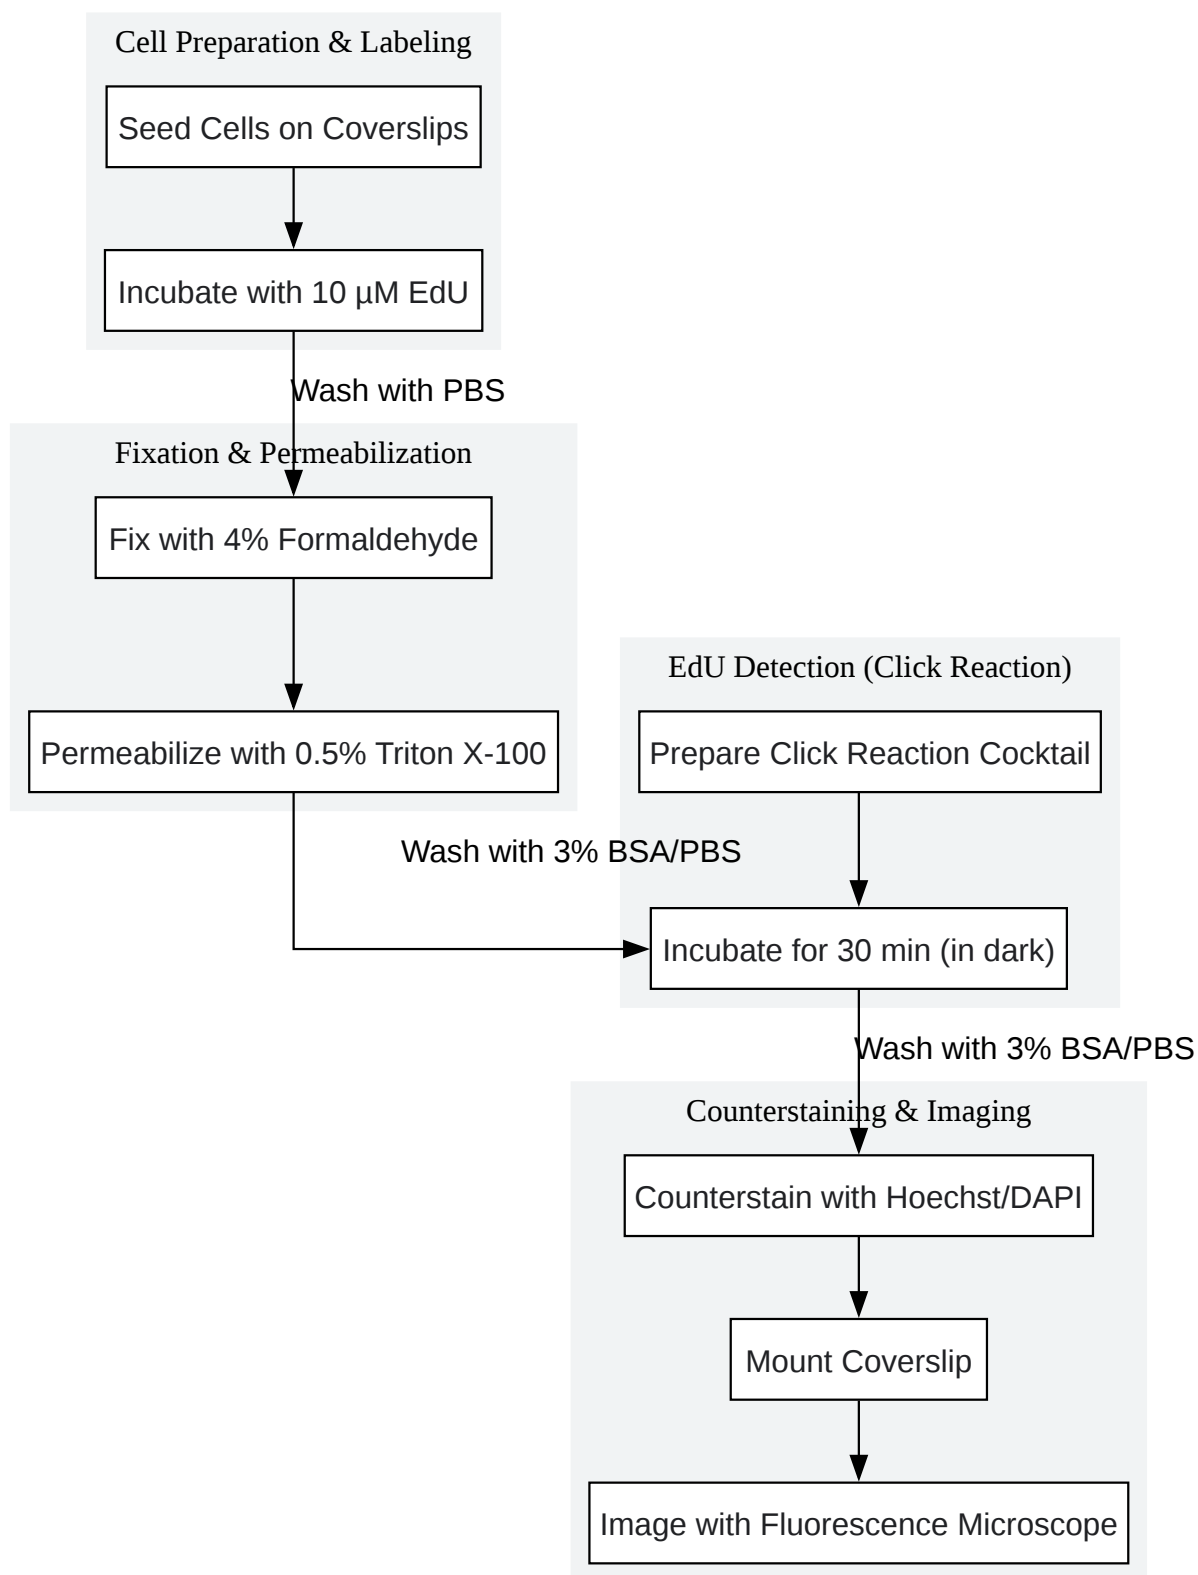 Cell Preparation & Labeling
Seed Cells on Coverslips
Incubate with 10 µM EdU
Wash with PBS
Fixation & Permeabilization
Fix with 4% Formaldehyde
Permeabilize with 0.5% Triton X-100
EdU Detection (Click Reaction)
Prepare Click Reaction Cocktail
Wash with 3% BSA/PBS
Incubate for 30 min (in dark)
Wash with 3% BSA/PBS
Counterstaining & Imaging
Counterstain with Hoechst/DAPI
Mount Coverslip
Image with Fluorescence Microscope